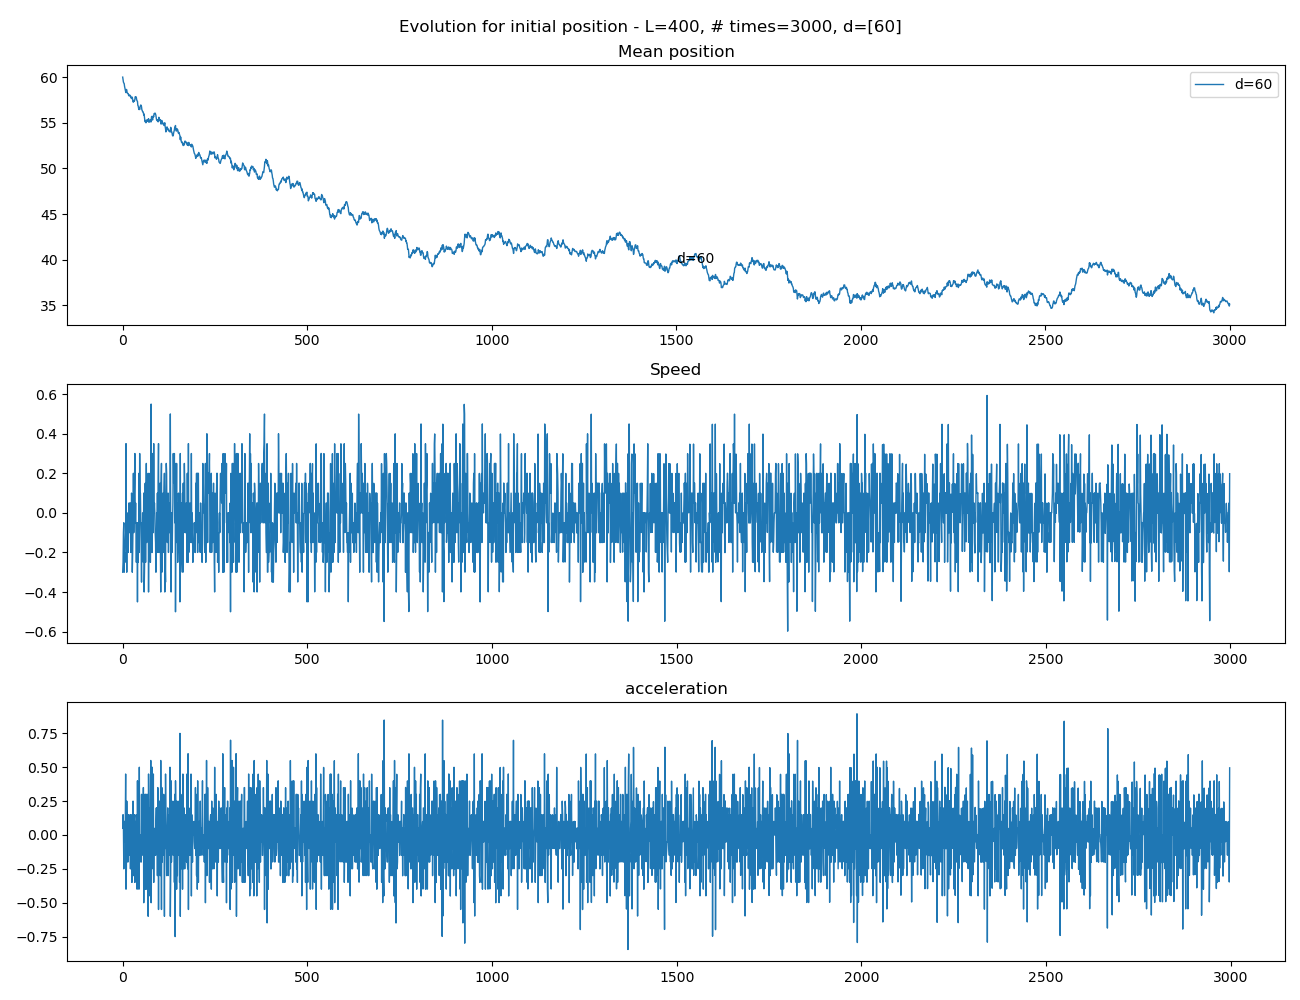 Evolution for initial position - L=400, # times=3000, d=[60]
Mean position
60
55
50
45
40
35
d=60
d=60
0 500 1000 1500 2000 2500 3000
Speed
0.6
0.4
0.2
0.0
−0.2
−0.4
−0.6
0 500 1000 1500 2000 2500 3000
acceleration
0.75
0.50
0.25
0.00
−0.25
−0.50
−0.75
0 500 1000 1500 2000 2500 3000